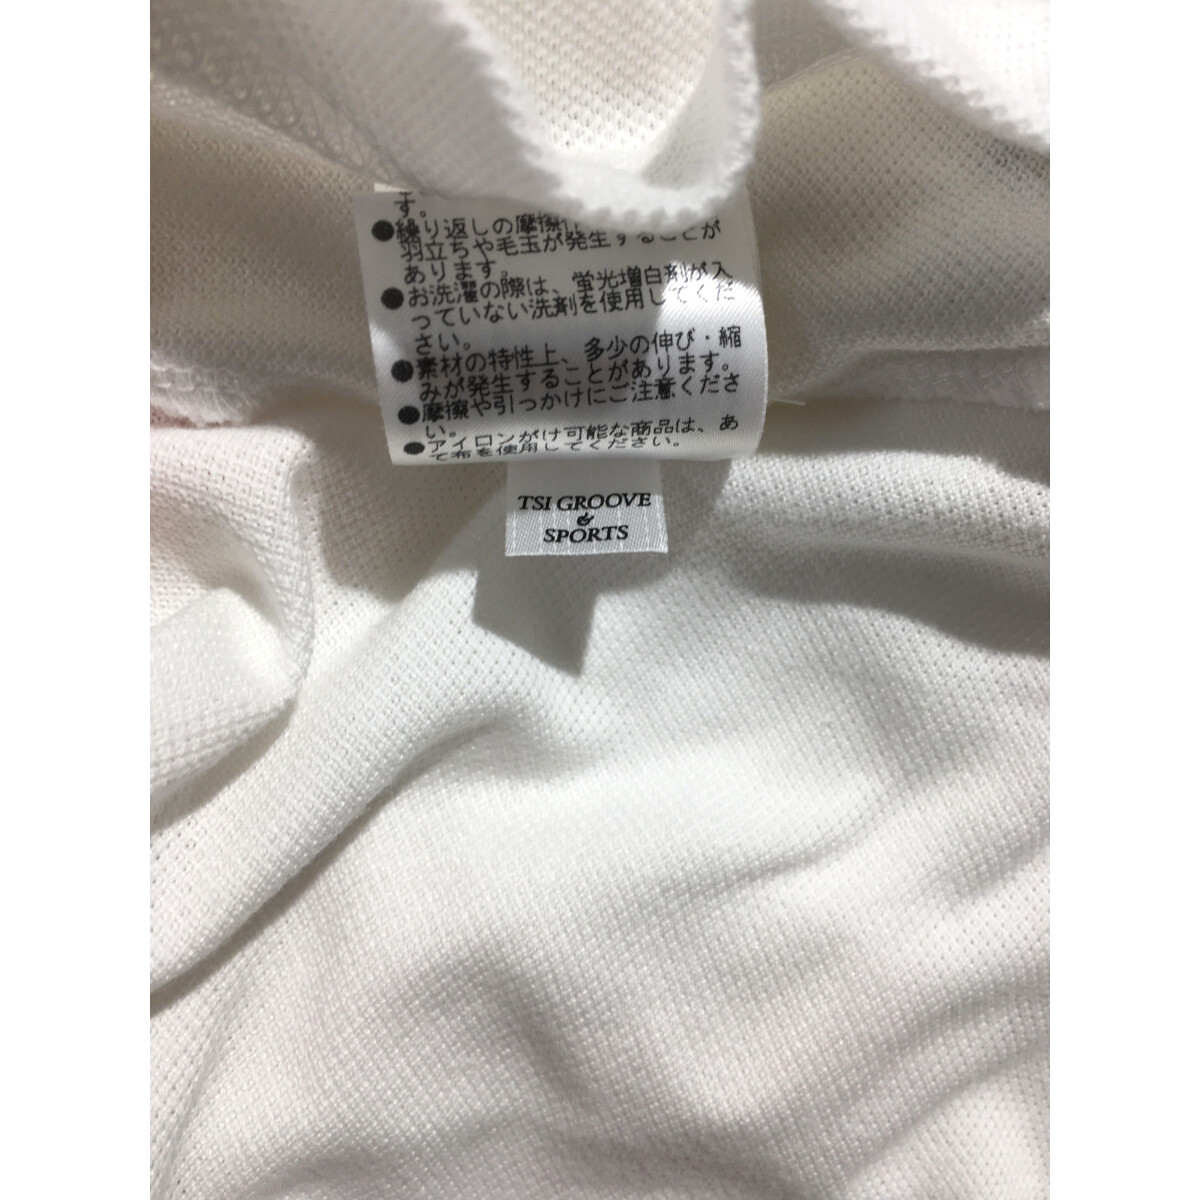 す。
●繰り返しの摩擦
羽立ちや毛玉が発生することが
あります。
●お洗濯の際は、蛍光増白剤が入
っていない洗剤を使用してくだ
さい。
●素材の特性上、多少の伸び・縮
みが発生することがあります。
●摩擦や引っかけにご注意くださ
い。
●アイロンがけ可能な商品は、あ
て布を使用してください。
TSI GROOVE
&
SPORTS